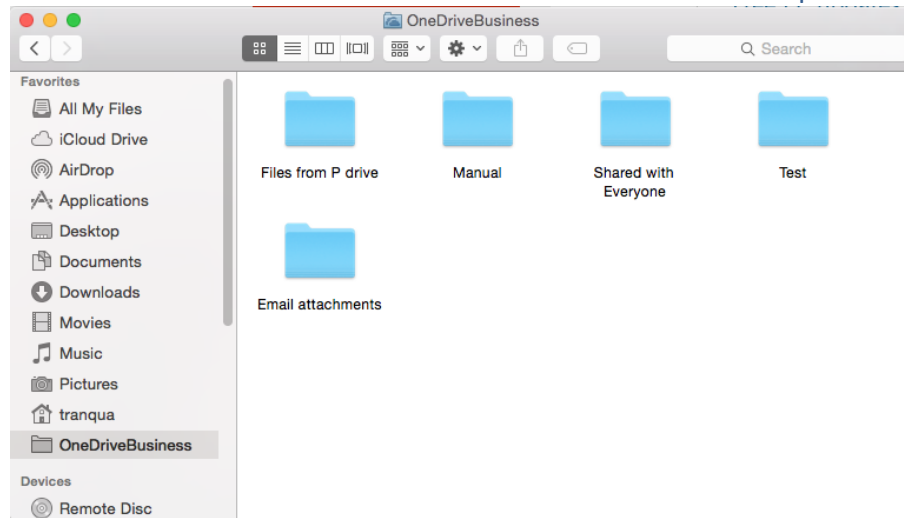 OneDriveBusiness
Search
Favorites
All My Files
iCloud Drive
AirDrop
Applications
Desktop
Documents
Downloads
Movies
Music
Pictures
tranqua
OneDriveBusiness
Devices
Remote Disc
Files from P drive
Manual
Shared with
Everyone
Test
Email attachments